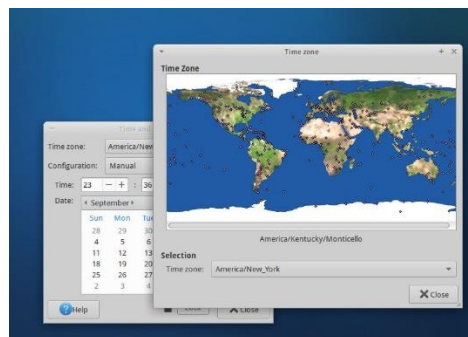 Time zone
Time Zone
America/Kentucky/Monticello
Selection
Time zone: America/New_York
Close
Time and
Time zone: America/New
Configuration: Manual
Time: 23 − + : 36
Date: September
Sun Mon Tue
28 29 30
4 5 6
11 12 13
18 19 20
25 26 27
2 3 4
Help
Close